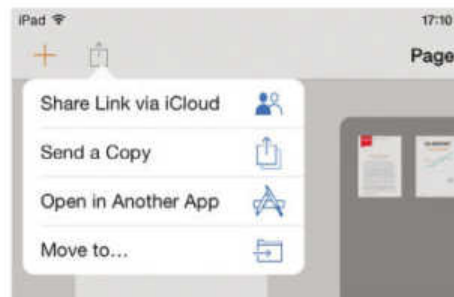 iPad 17:10
Page
Share Link via iCloud
Send a Copy
Open in Another App
Move to...